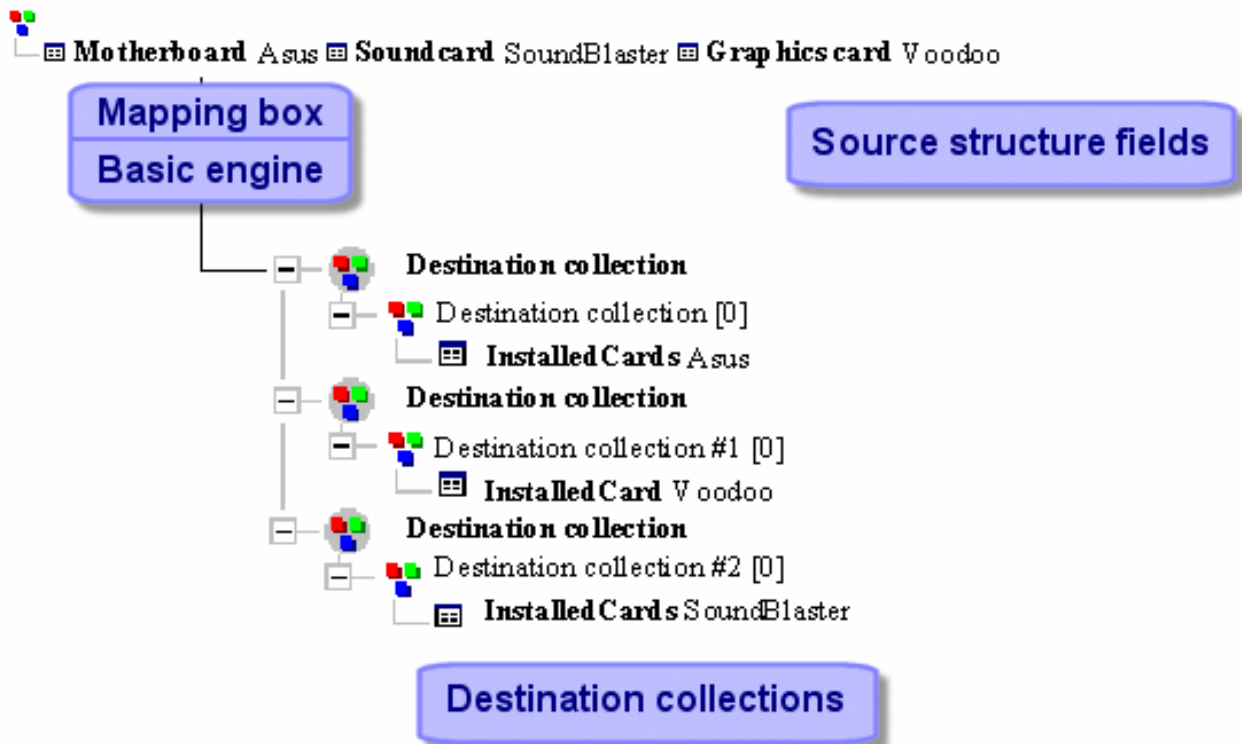 Motherboard Asus Soundcard SoundBlaster Graphics card Voodoo
Mapping box
Basic engine
Source structure fields
Destination collection
Destination collection [0]
InstalledCards Asus
Destination collection
Destination collection #1 [0]
InstalledCard Voodoo
Destination collection
Destination collection #2 [0]
InstalledCards SoundBlaster
Destination collections